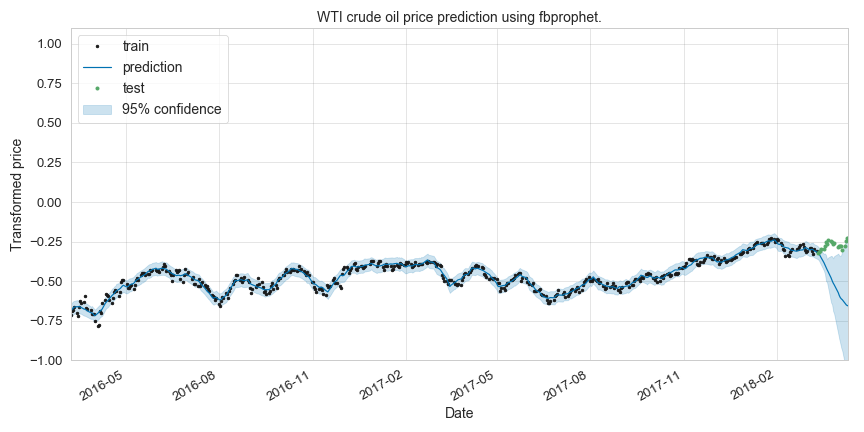 WTI crude oil price prediction using fbprophet.
train
prediction
test
95% confidence
1.00
0.75
0.50
0.25
0.00
−0.25
−0.50
−0.75
−1.00
Transformed price
2016-05
2016-08
2016-11
2017-02
2017-05
2017-08
2017-11
2018-02
Date